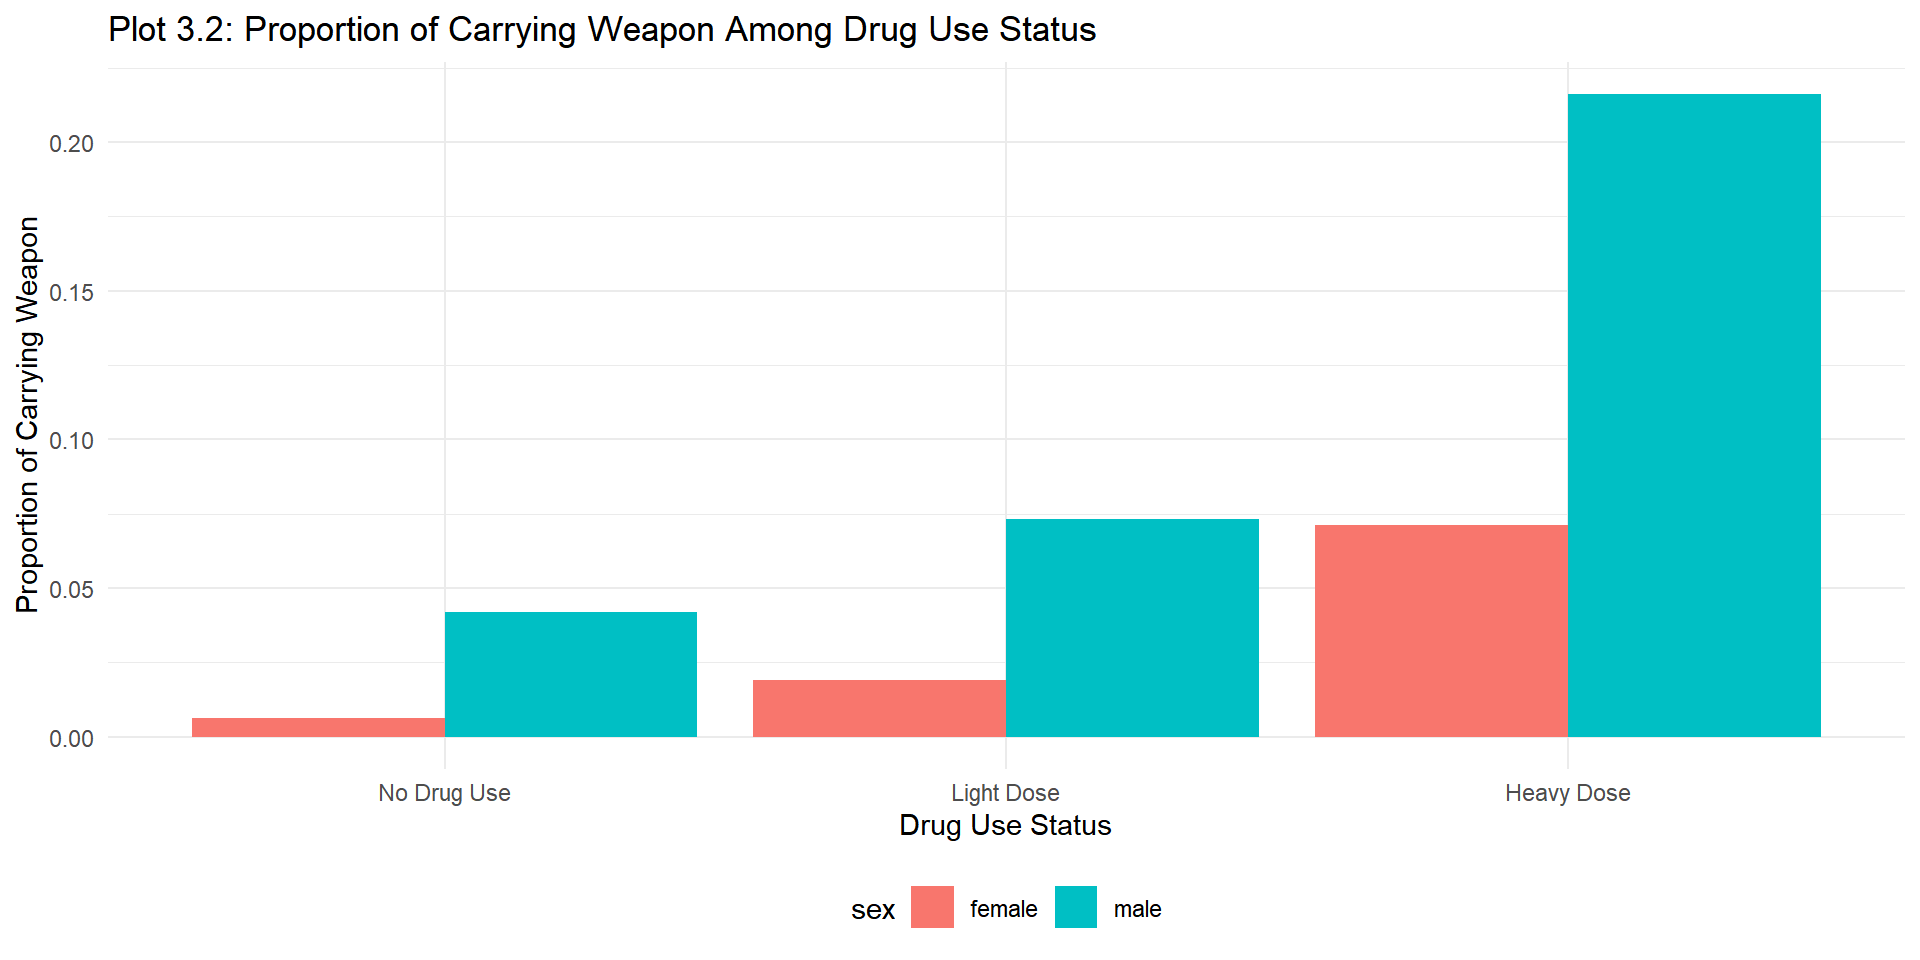 Plot 3.2: Proportion of Carrying Weapon Among Drug Use Status
Proportion of Carrying Weapon
0.20
0.15
0.10
0.05
0.00
No Drug Use
Light Dose
Heavy Dose
Drug Use Status
sex
female
male